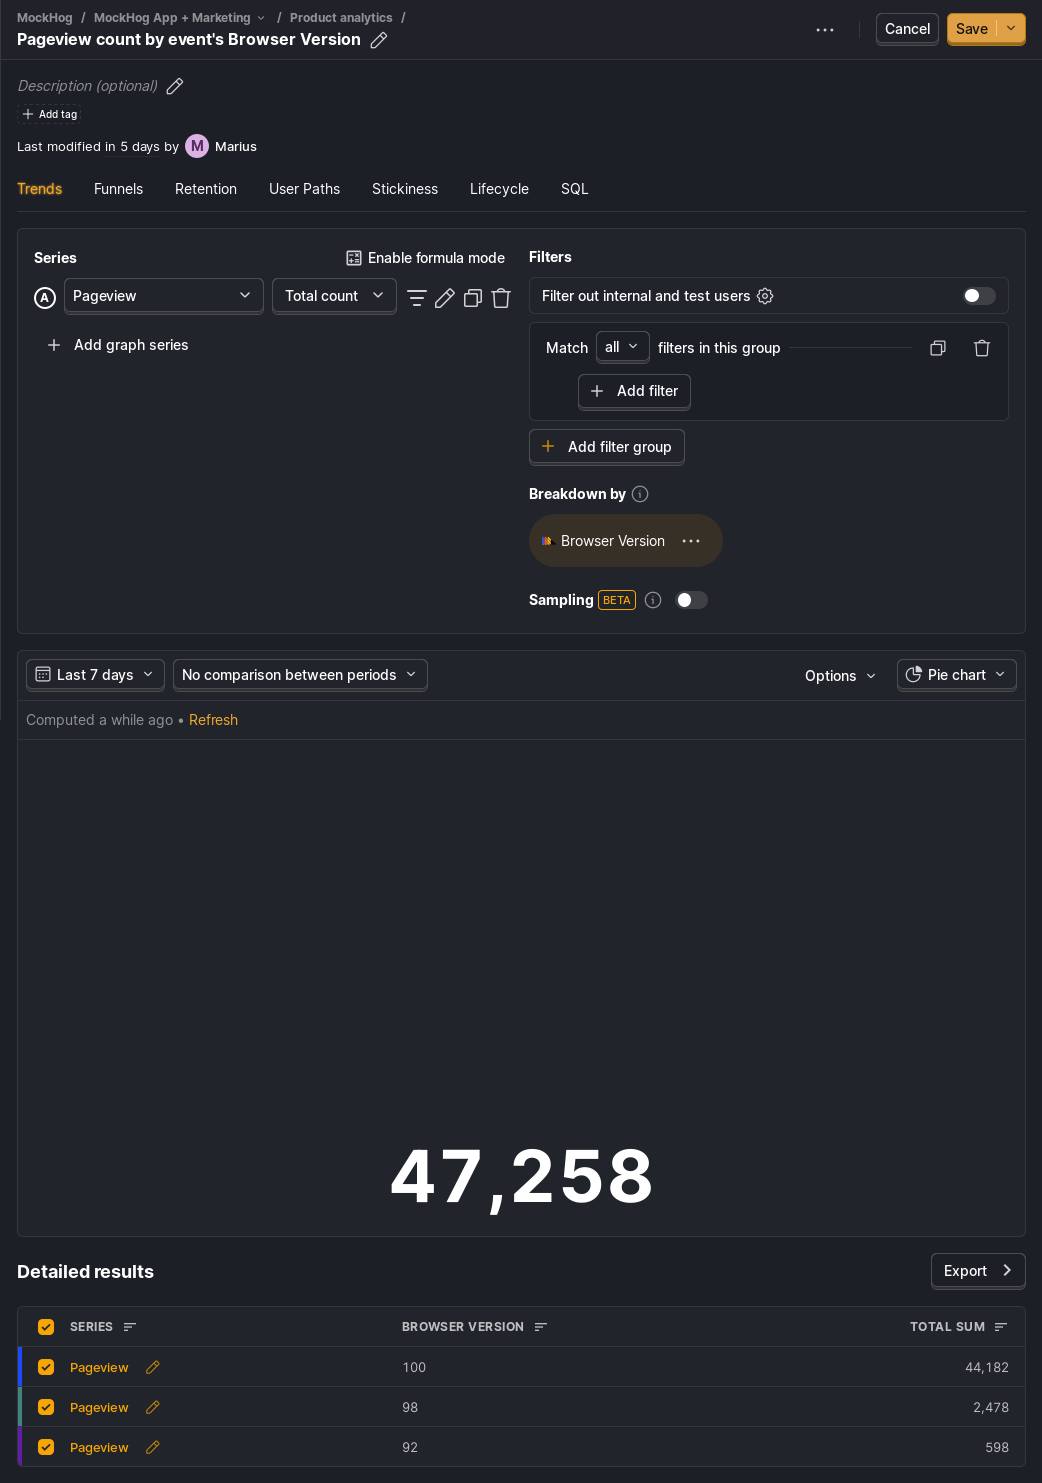 MockHog / MockHog App + Marketing / Product analytics /
Pageview count by event's Browser Version
Cancel
Save
Description (optional)
Add tag
Last modified in 5 days by M Marius
Trends Funnels Retention User Paths Stickiness Lifecycle SQL
Series
Enable formula mode
A Pageview Total count
Add graph series
Filters
Filter out internal and test users
Match all filters in this group
Add filter
Add filter group
Breakdown by
Browser Version
Sampling BETA
Last 7 days No comparison between periods Options Pie chart
Computed a while ago • Refresh
47,258
Detailed results
Export
SERIES BROWSER VERSION TOTAL SUM
Pageview 100 44,182
Pageview 98 2,478
Pageview 92 598